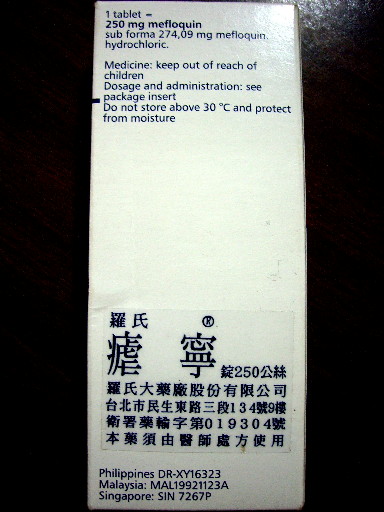 1 tablet =
250 mg mefloquin
sub forma 274,09 mg mefloquin.
hydrochloric.
Medicine: keep out of reach of
children
Dosage and administration: see
package insert
Do not store above 30 °C and protect
from moisture
羅氏 ®
瘧寧 錠250公絲
羅氏大藥廠股份有限公司
台北市民生東路三段134號9樓
衛署藥輸字第019304號
本藥須由醫師處方使用
Philippines DR-XY16323
Malaysia: MAL19921123A
Singapore: SIN 7267P